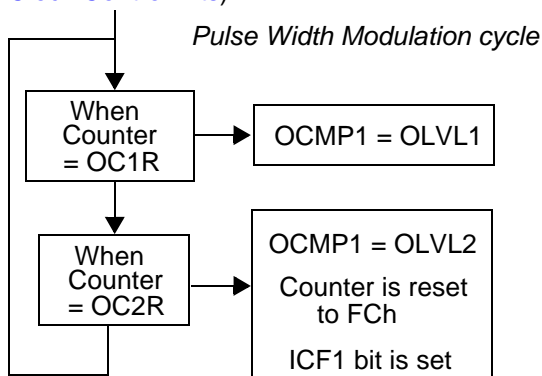 Pulse Width Modulation cycle
When
Counter
= OC1R
OCMP1 = OLVL1
When
Counter
= OC2R
OCMP1 = OLVL2
Counter is reset
to FCh
ICF1 bit is set